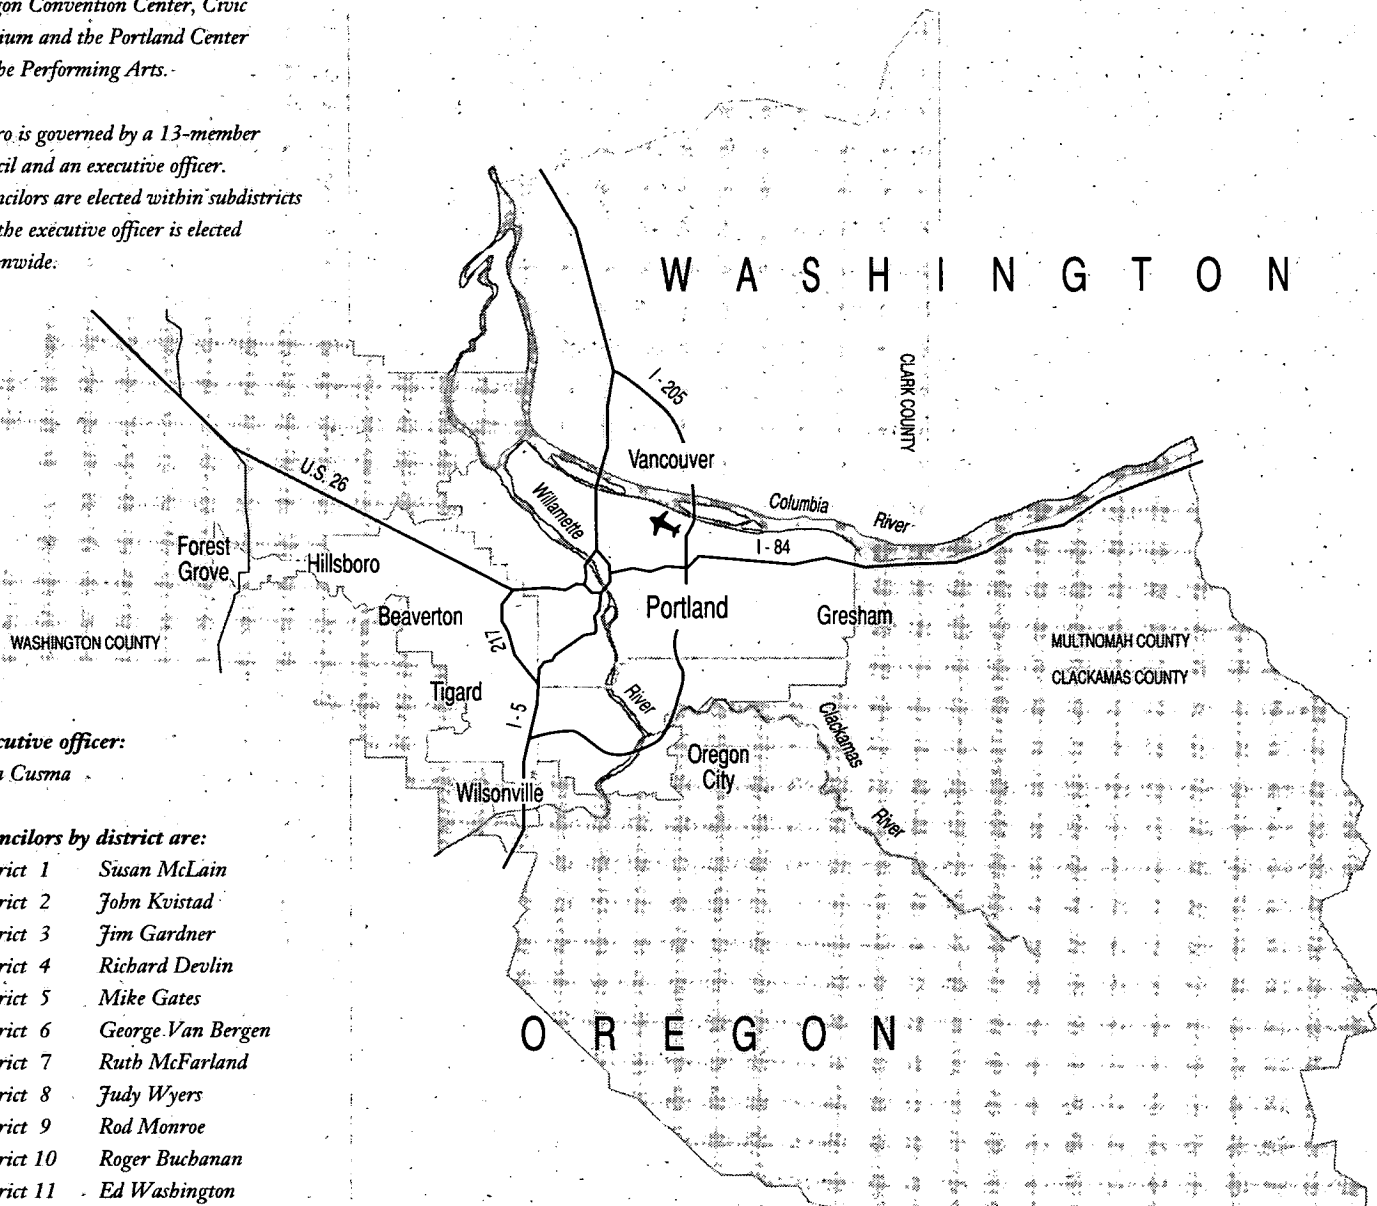 gon Convention Center, Civic
ium and the Portland Center
he Performing Arts.
ro is governed by a 13-member
cil and an executive officer.
ncilors are elected within subdistricts
the executive officer is elected
nwide.
WASHINGTON
CLARK COUNTY
I - 205
Vancouver
U.S. 26
Willamette
Columbia
River
I - 84
Forest
Grove
Hillsboro
Beaverton
Portland
Gresham
217
WASHINGTON COUNTY
MULTNOMAH COUNTY
CLACKAMAS COUNTY
Tigard
River
I - 5
Clackamas
River
Oregon
City
Wilsonville
cutive officer:
a Cusma
ncilors by district are:
rict 1 Susan McLain
rict 2 John Kvistad
rict 3 Jim Gardner
rict 4 Richard Devlin
rict 5 Mike Gates
rict 6 George Van Bergen
rict 7 Ruth McFarland
rict 8 Judy Wyers
rict 9 Rod Monroe
rict 10 Roger Buchanan
rict 11 Ed Washington
OREGON